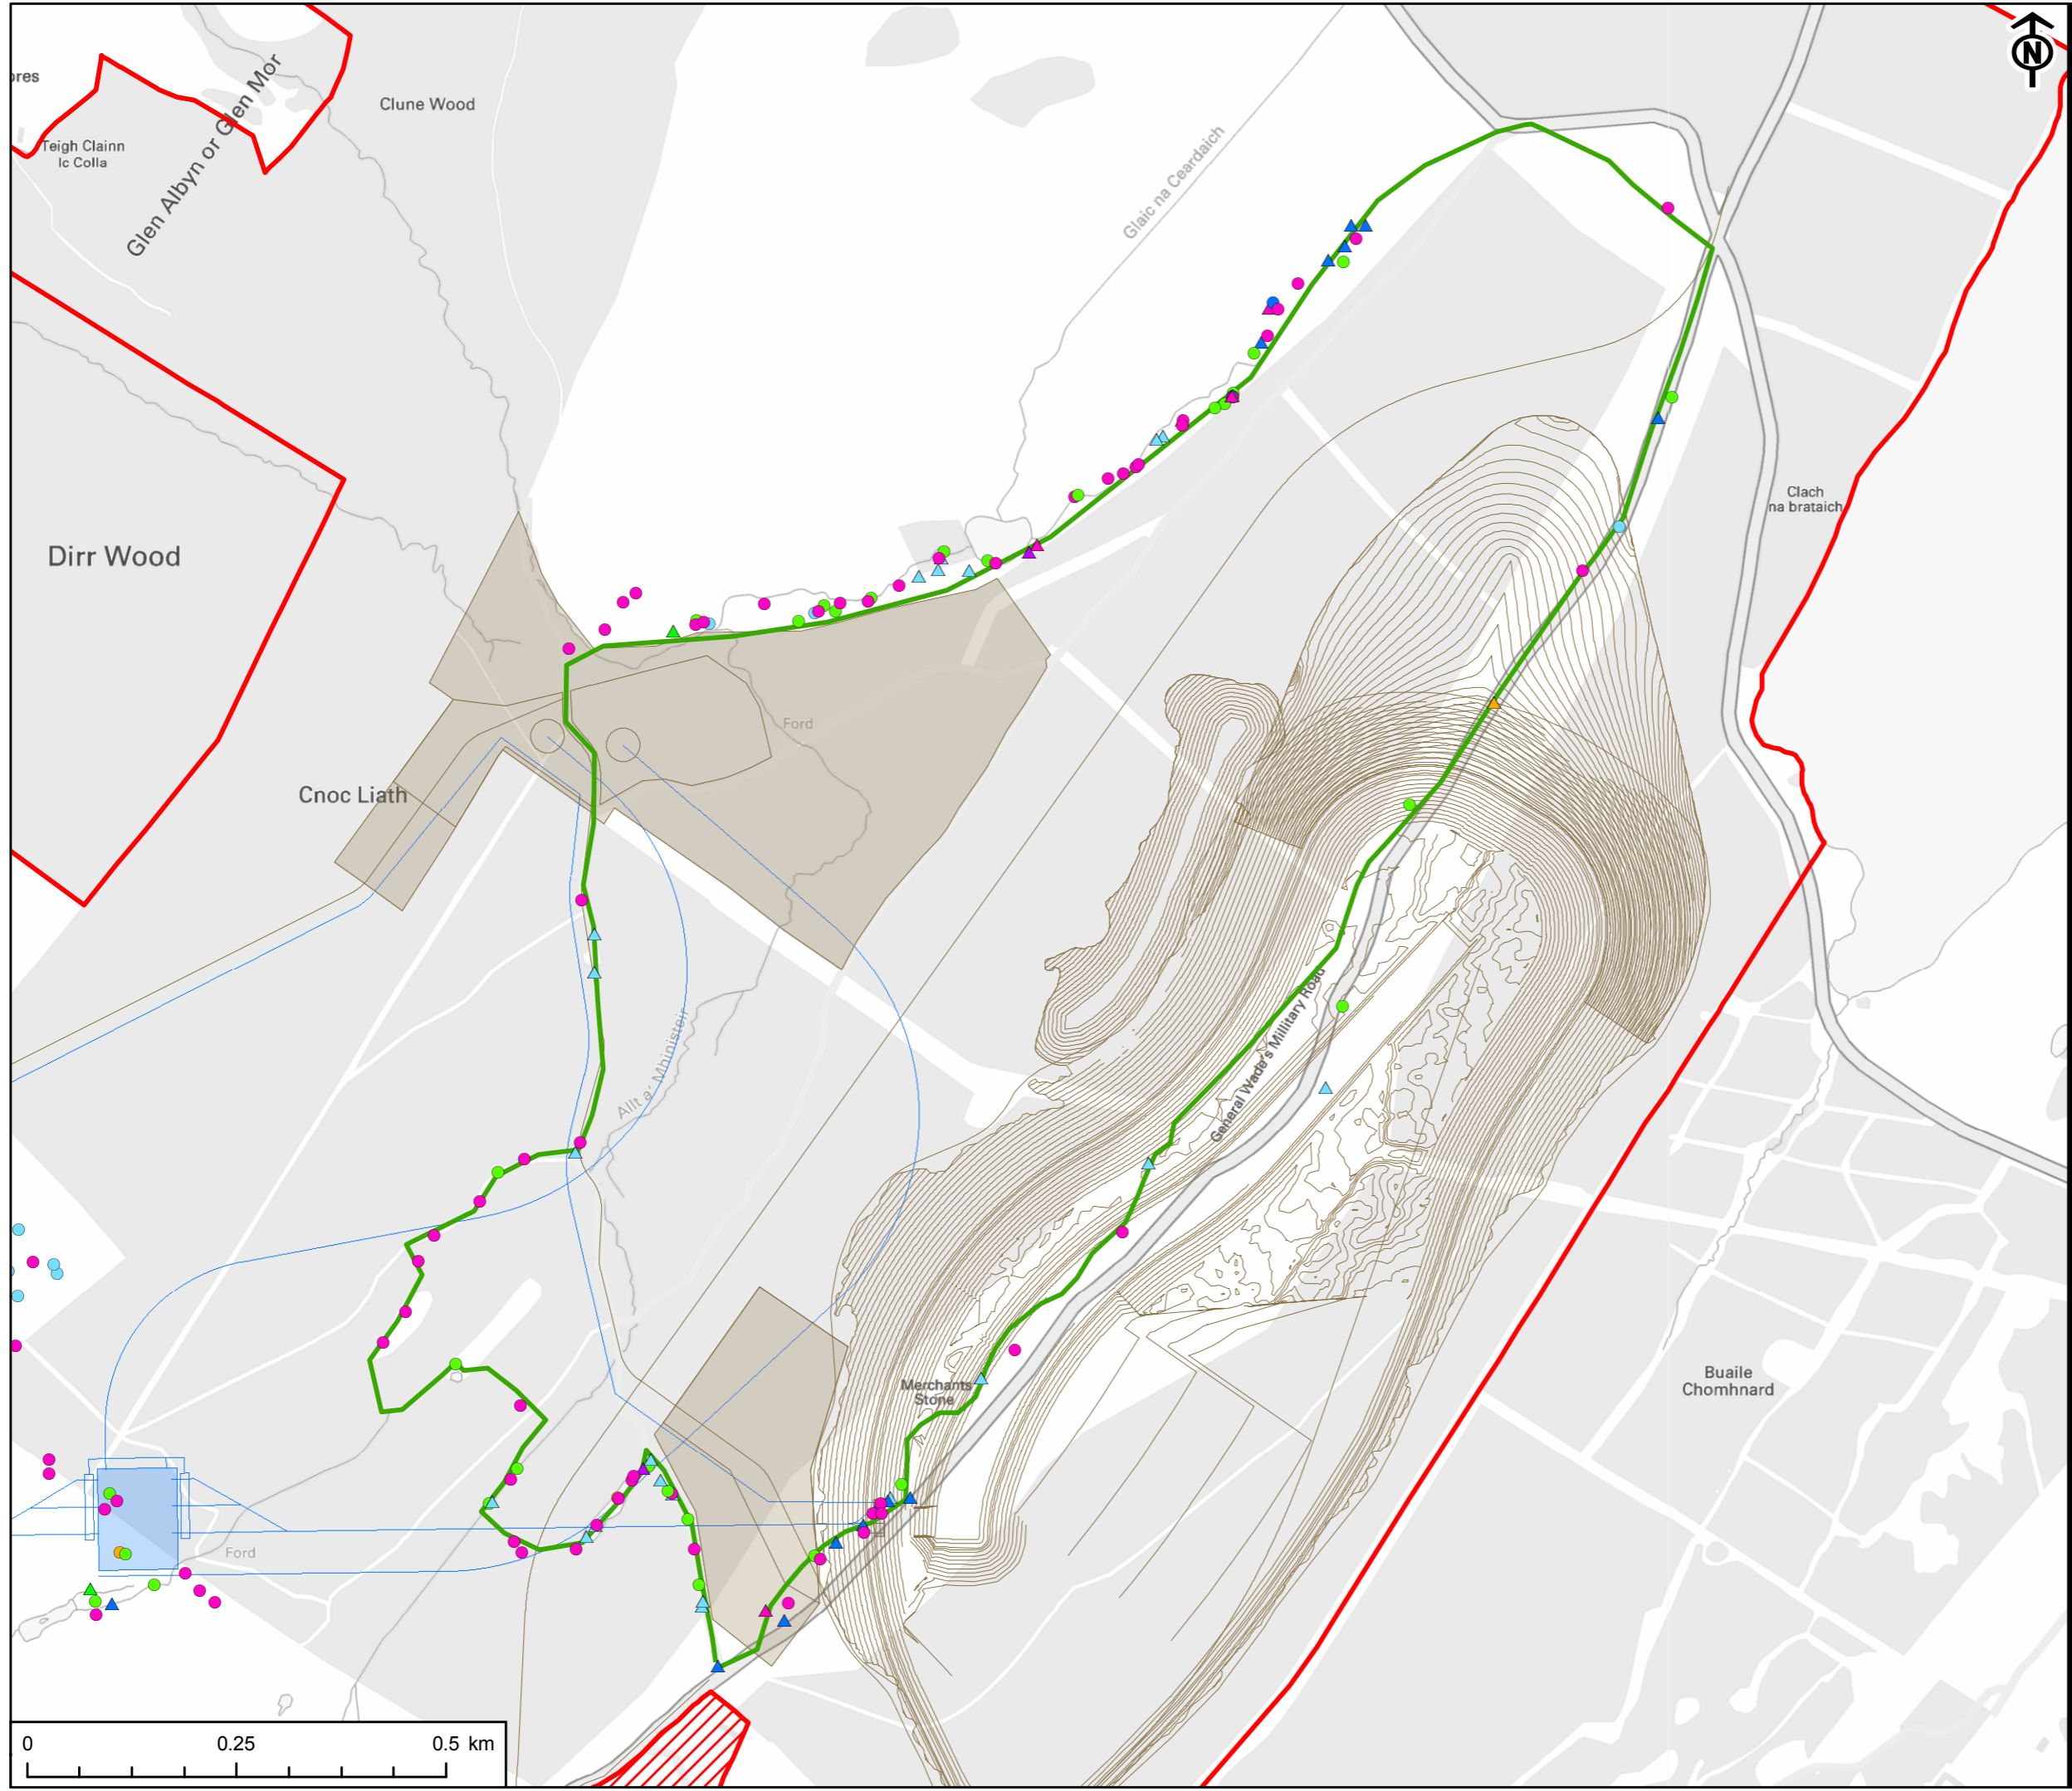 N
ores
Clune Wood
Glen Albyn or Glen Mor
Teigh Clainn
Ic Colla
Glaic na Ceardaich
Dirr Wood
Clach
na brataich
Ford
Cnoc Liath
General Wade's Millitary Road
Allt a' Mhinisteir
Merchants
Stone
Buaile
Chomhnard
Ford
0 0.25 0.5 km